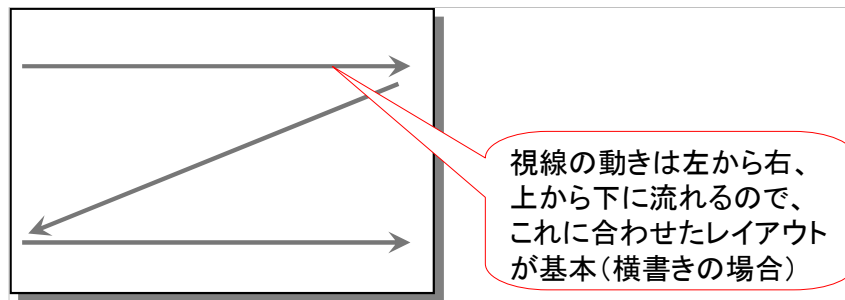 視線の動きは左から右、
上から下に流れるので、
これに合わせたレイアウト
が基本（横書きの場合）